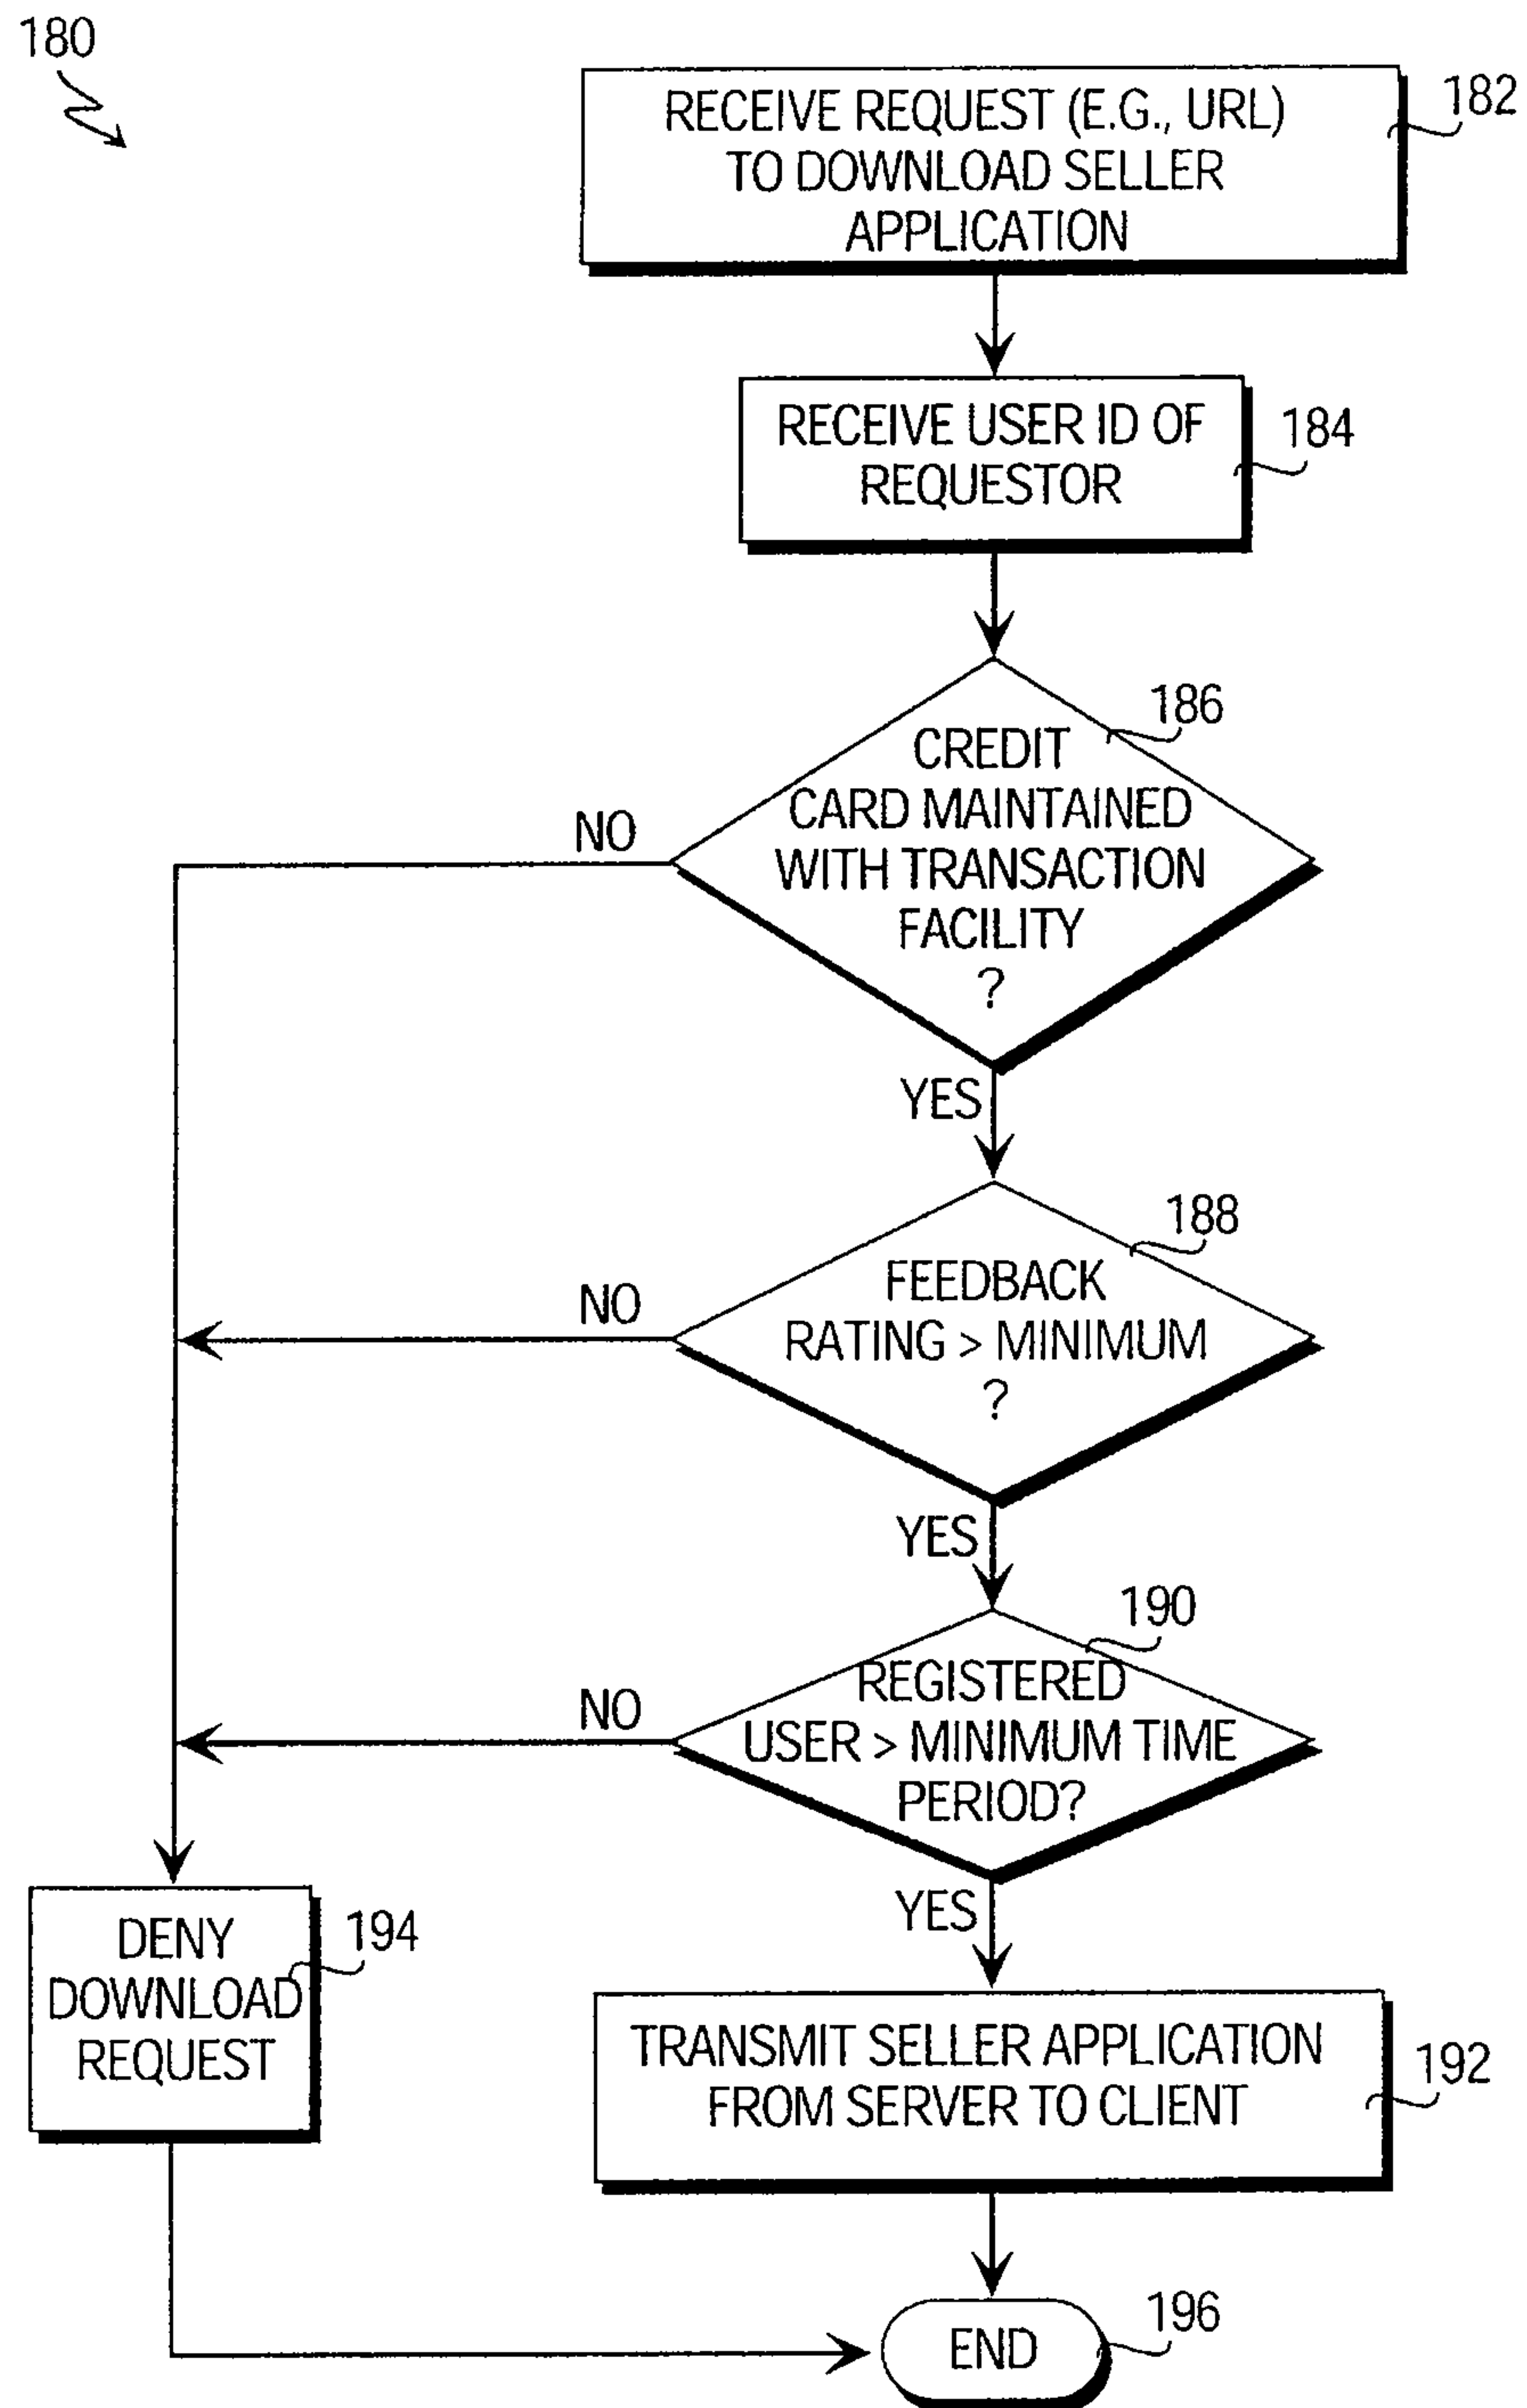 180
RECEIVE REQUEST (E.G., URL)
TO DOWNLOAD SELLER
APPLICATION
182
RECEIVE USER ID OF
REQUESTOR
184
CREDIT
CARD MAINTAINED
WITH TRANSACTION
FACILITY
?
186
NO
YES
FEEDBACK
RATING > MINIMUM
?
188
NO
YES
REGISTERED
USER > MINIMUM TIME
PERIOD?
190
NO
YES
DENY
DOWNLOAD
REQUEST
194
TRANSMIT SELLER APPLICATION
FROM SERVER TO CLIENT
192
END
196